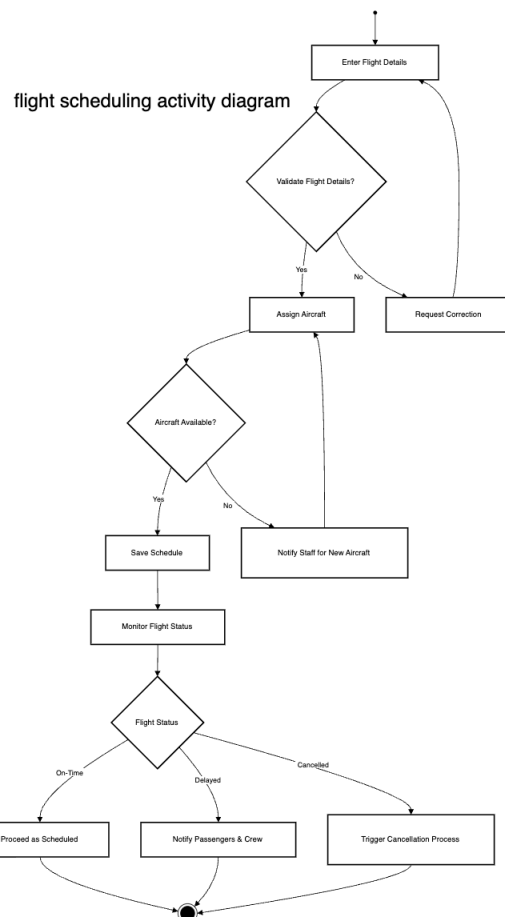 Enter Flight Details
flight scheduling activity diagram
Validate Flight Details?
Yes
No
Assign Aircraft
Request Correction
Aircraft Available?
Yes
No
Save Schedule
Notify Staff for New Aircraft
Monitor Flight Status
Flight Status
On-Time
Delayed
Cancelled
Proceed as Scheduled
Notify Passengers & Crew
Trigger Cancellation Process